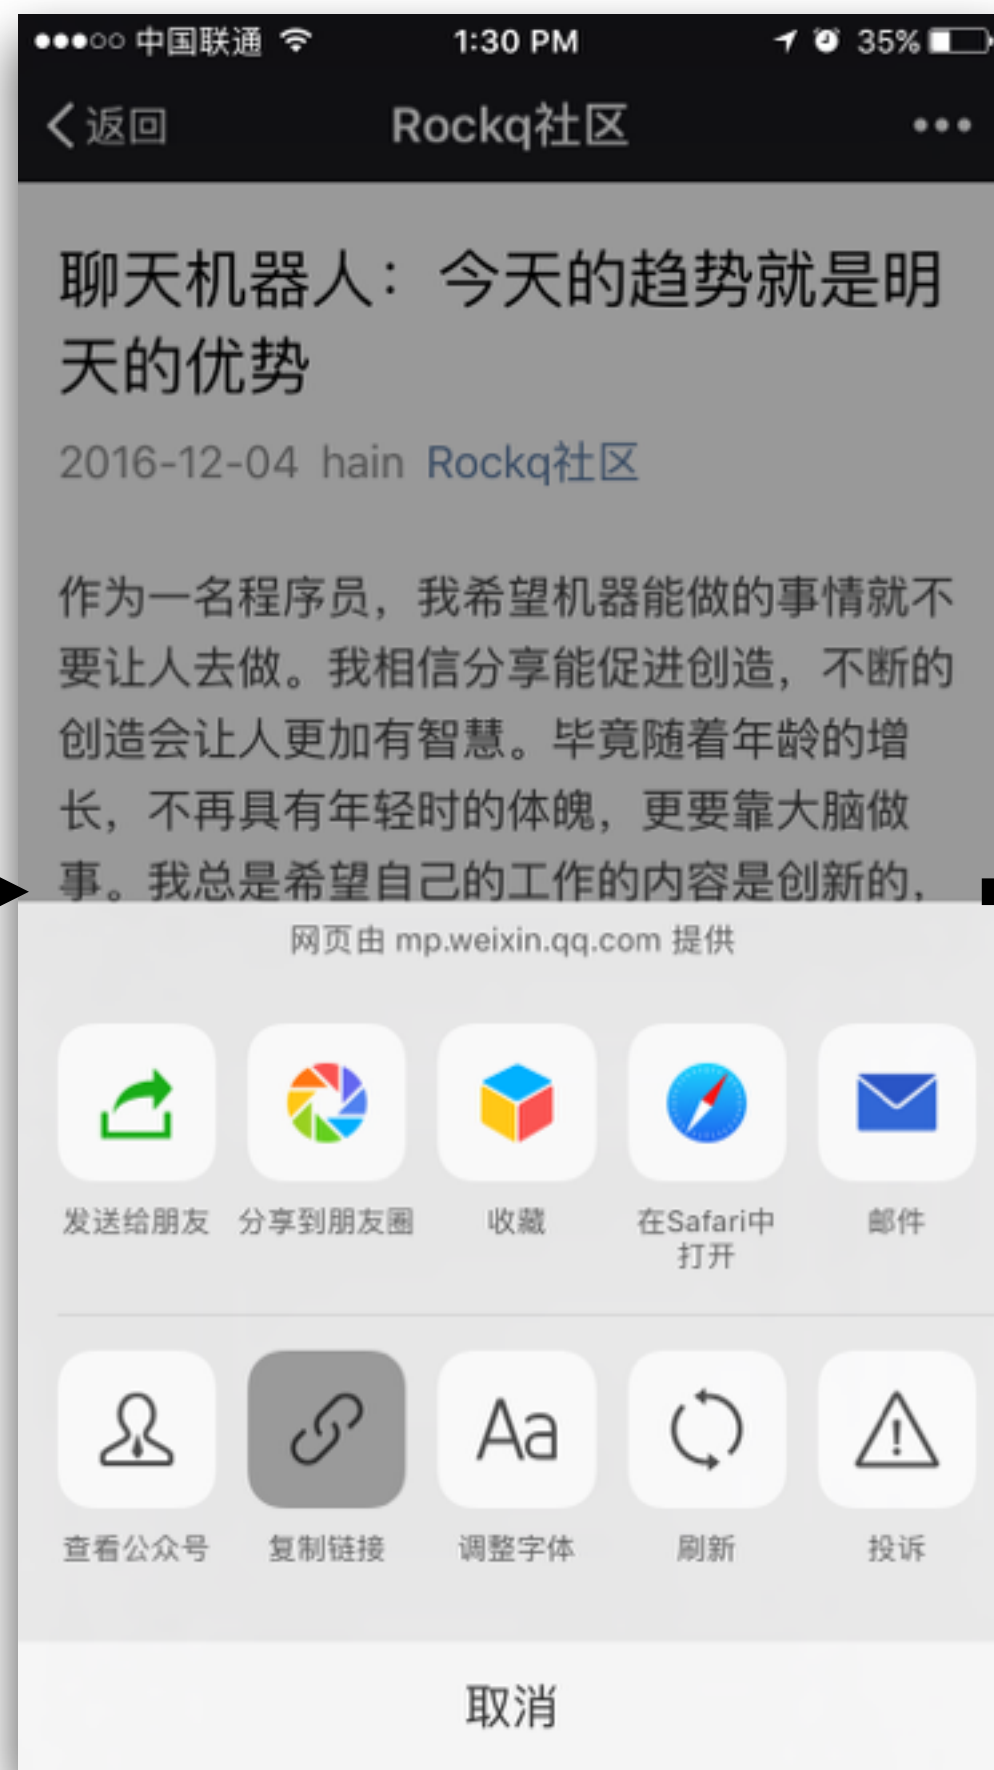 中国联通 1:30 PM 35%
返回 Rockq社区
聊天机器人：今天的趋势就是明
天的优势
2016-12-04 hain Rockq社区
作为一名程序员，我希望机器能做的事情就不
要让人去做。我相信分享能促进创造，不断的
创造会让人更加有智慧。毕竟随着年龄的增
长，不再具有年轻时的体魄，更要靠大脑做
事。我总是希望自己的工作的内容是创新的，
网页由 mp.weixin.qq.com 提供
发送给朋友 分享到朋友圈 收藏 在Safari中 邮件
打开
Aa
查看公众号 复制链接 调整字体 刷新 投诉
取消